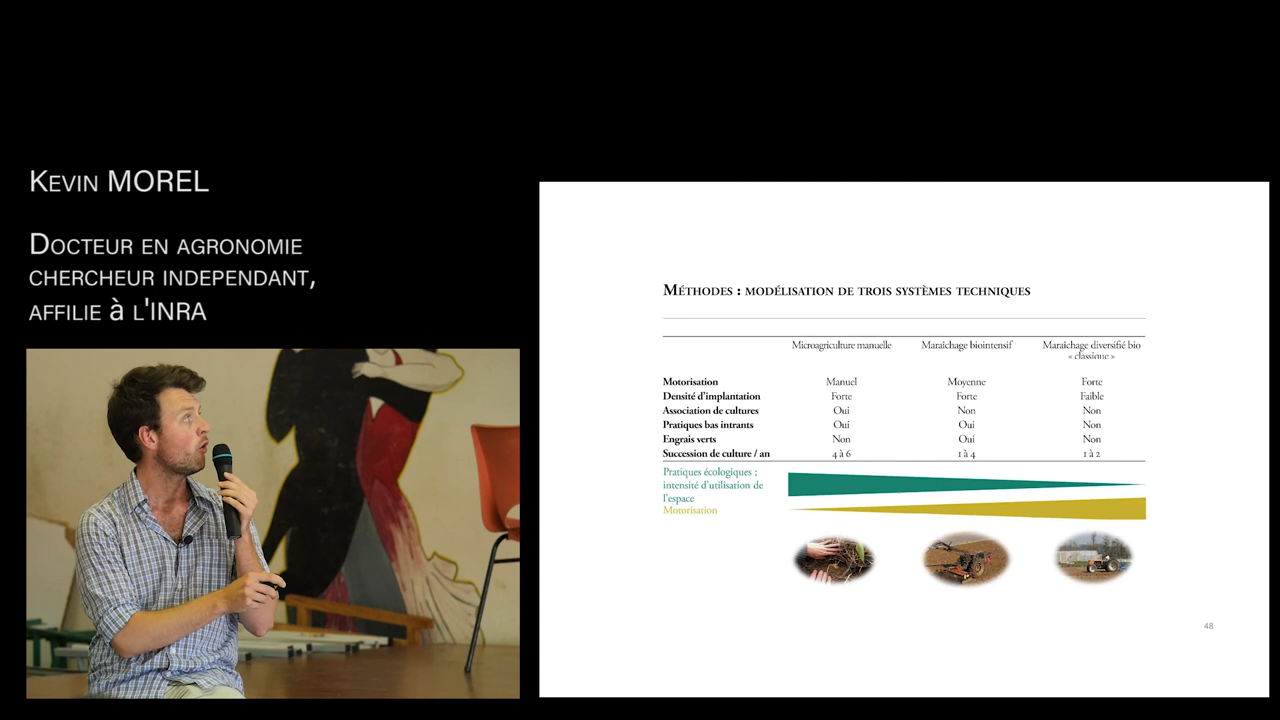 KEVIN MOREL
DOCTEUR EN AGRONOMIE
CHERCHEUR INDEPENDANT,
AFFILIE à L'INRA
MÉTHODES : MODÉLISATION DE TROIS SYSTÈMES TECHNIQUES
Microagriculture manuelle Maraîchage biointensif Maraîchage diversifié bio
« classique »
Motorisation Manuel Moyenne Forte
Densité d'implantation Forte Forte Faible
Association de cultures Oui Non Non
Pratiques bas intrants Oui Oui Non
Engrais verts Non Oui Non
Succession de culture / an 4 à 6 1 à 4 1 à 2
Pratiques écologiques ;
intensité d'utilisation de
l'espace
Motorisation
48